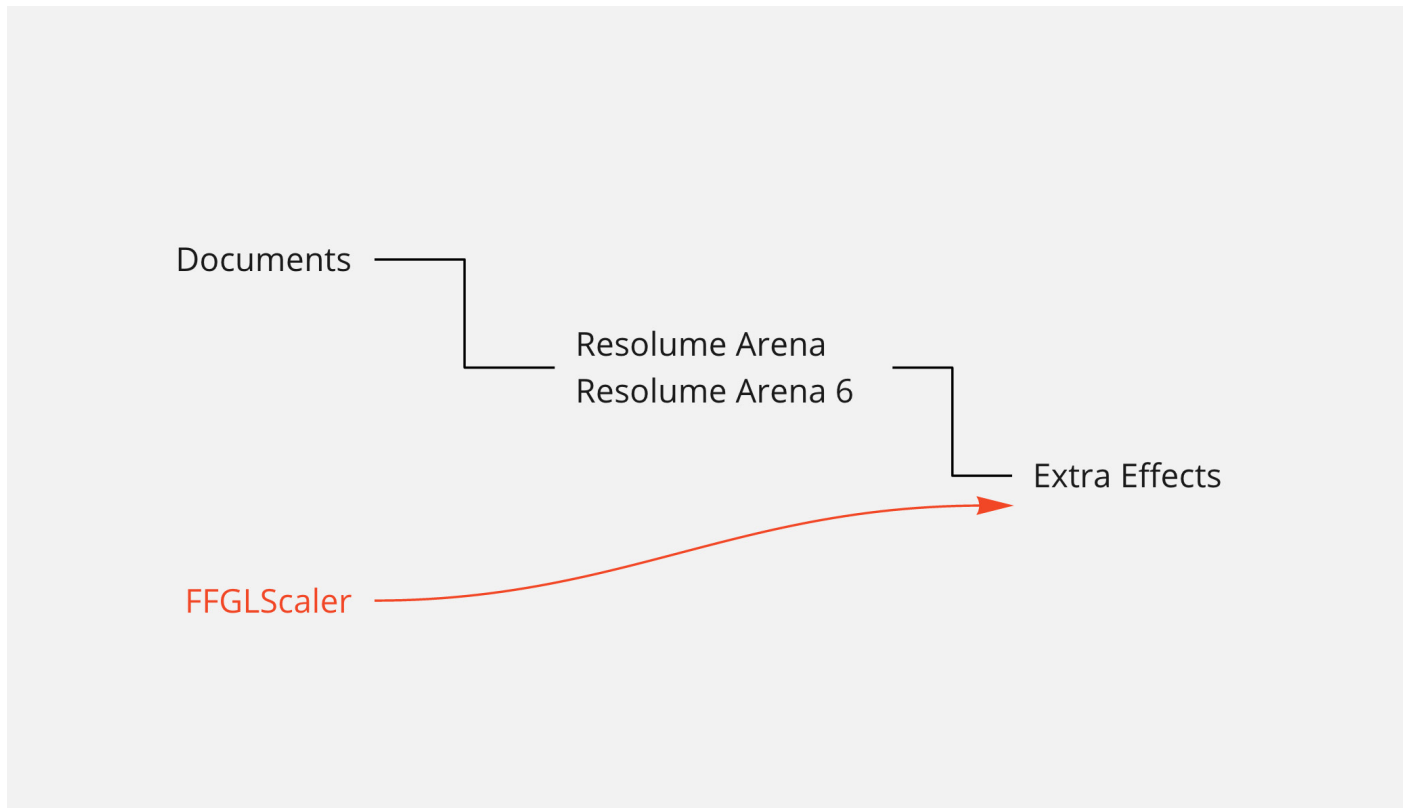 Documents
Resolume Arena
Resolume Arena 6
Extra Effects
FFGLScaler